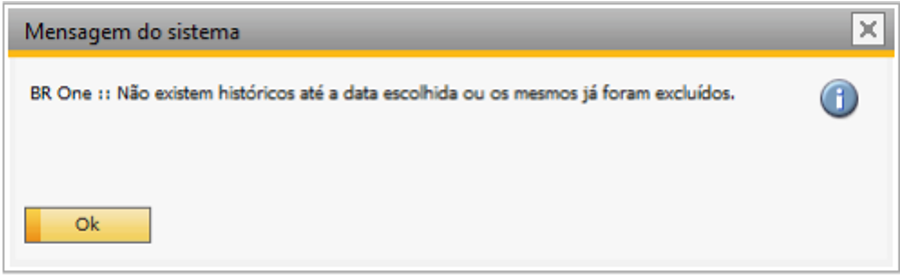 Mensagem do sistema
BR One :: Não existem históricos até a data escolhida ou os mesmos já foram excluídos.
Ok